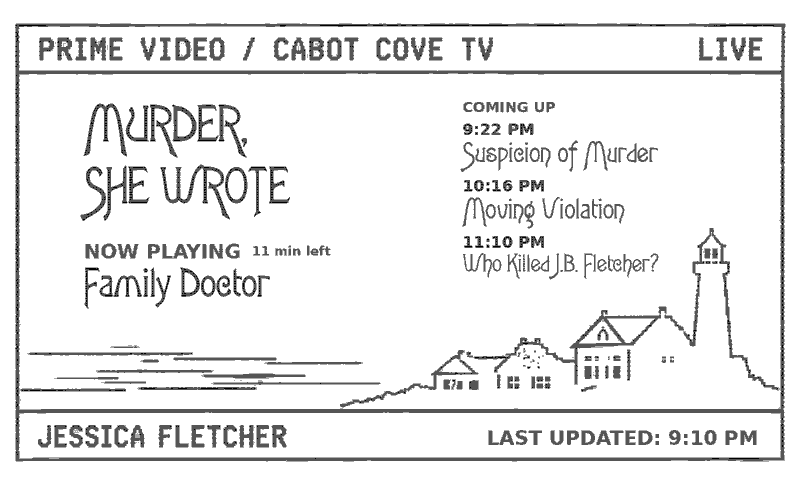 PRIME VIDEO / CABOT COVE TV
LIVE
MURDER,
SHE WROTE
NOW PLAYING 11 min left
Family Doctor
COMING UP
9:22 PM
Suspicion of Murder
10:16 PM
Moving Violation
11:10 PM
Who Killed J.B. Fletcher?
JESSICA FLETCHER
LAST UPDATED: 9:10 PM